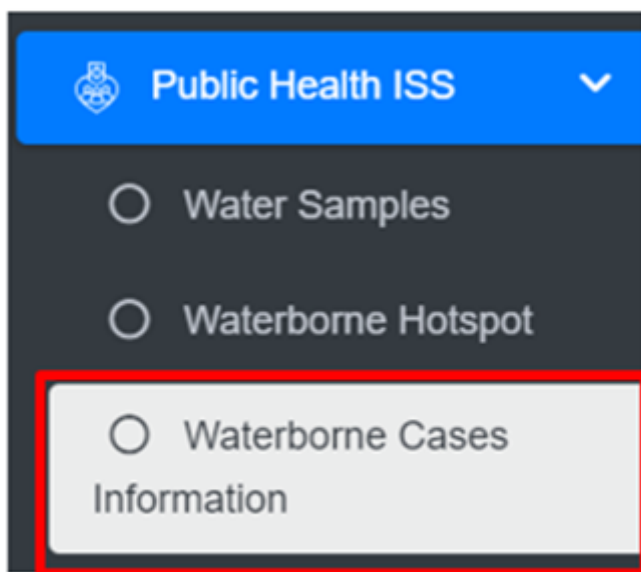 Public Health ISS
Water Samples
Waterborne Hotspot
Waterborne Cases
Information